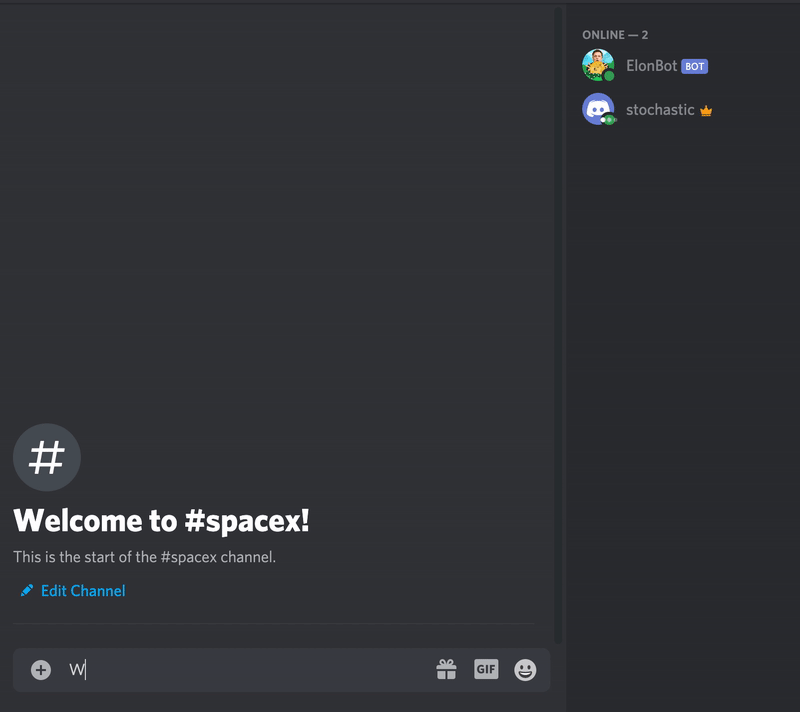 ONLINE — 2
ElonBot BOT
stochastic
Welcome to #spacex!
This is the start of the #spacex channel.
Edit Channel
W
GIF